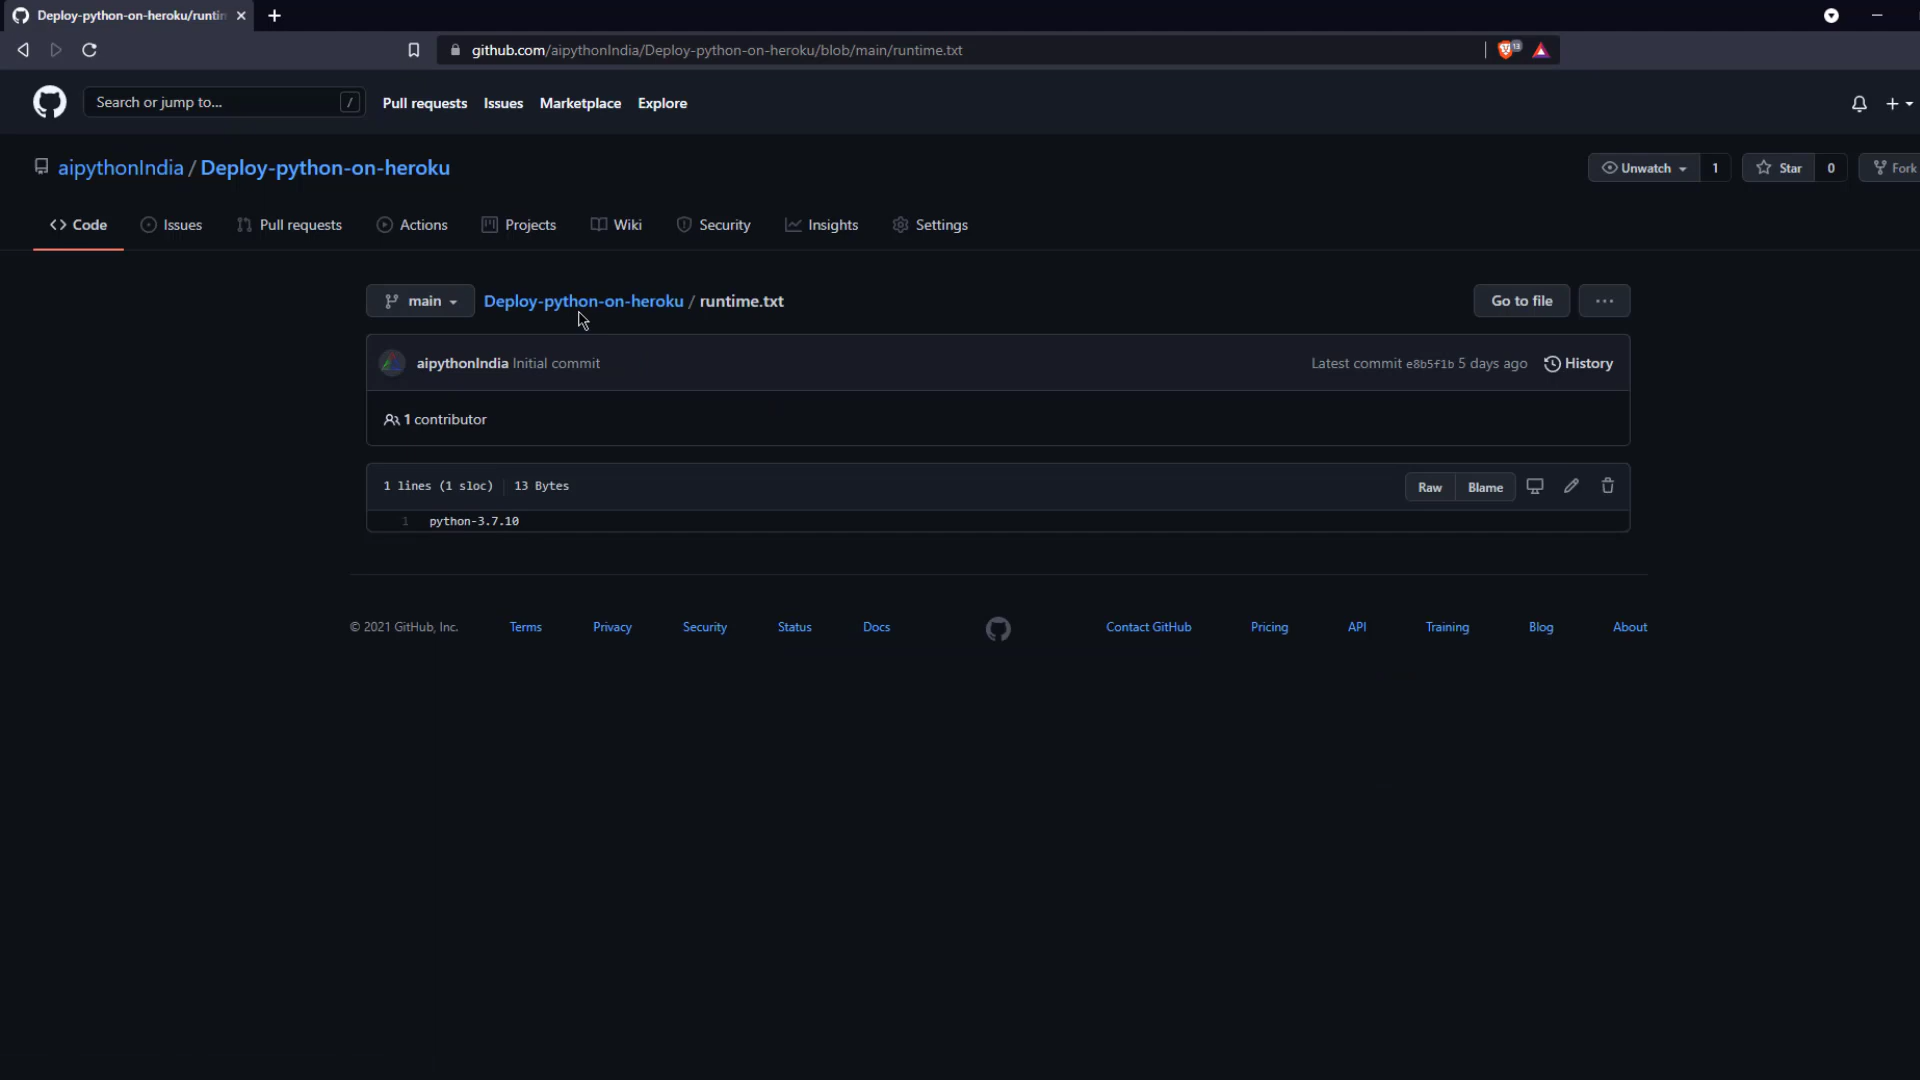 Deploy-python-on-heroku/runtin
github.com/aipythonIndia/Deploy-python-on-heroku/blob/main/runtime.txt
13
Search or jump to...
/
Pull requests
Issues
Marketplace
Explore
aipythonIndia / Deploy-python-on-heroku
Unwatch
1
Star
0
Fork
Code
Issues
Pull requests
Actions
Projects
Wiki
Security
Insights
Settings
main
Deploy-python-on-heroku / runtime.txt
Go to file
aipythonIndia Initial commit
Latest commit e8b5f1b 5 days ago
History
1 contributor
1 lines (1 sloc)
13 Bytes
Raw
Blame
1 python-3.7.10
© 2021 GitHub, Inc.
Terms
Privacy
Security
Status
Docs
Contact GitHub
Pricing
API
Training
Blog
About